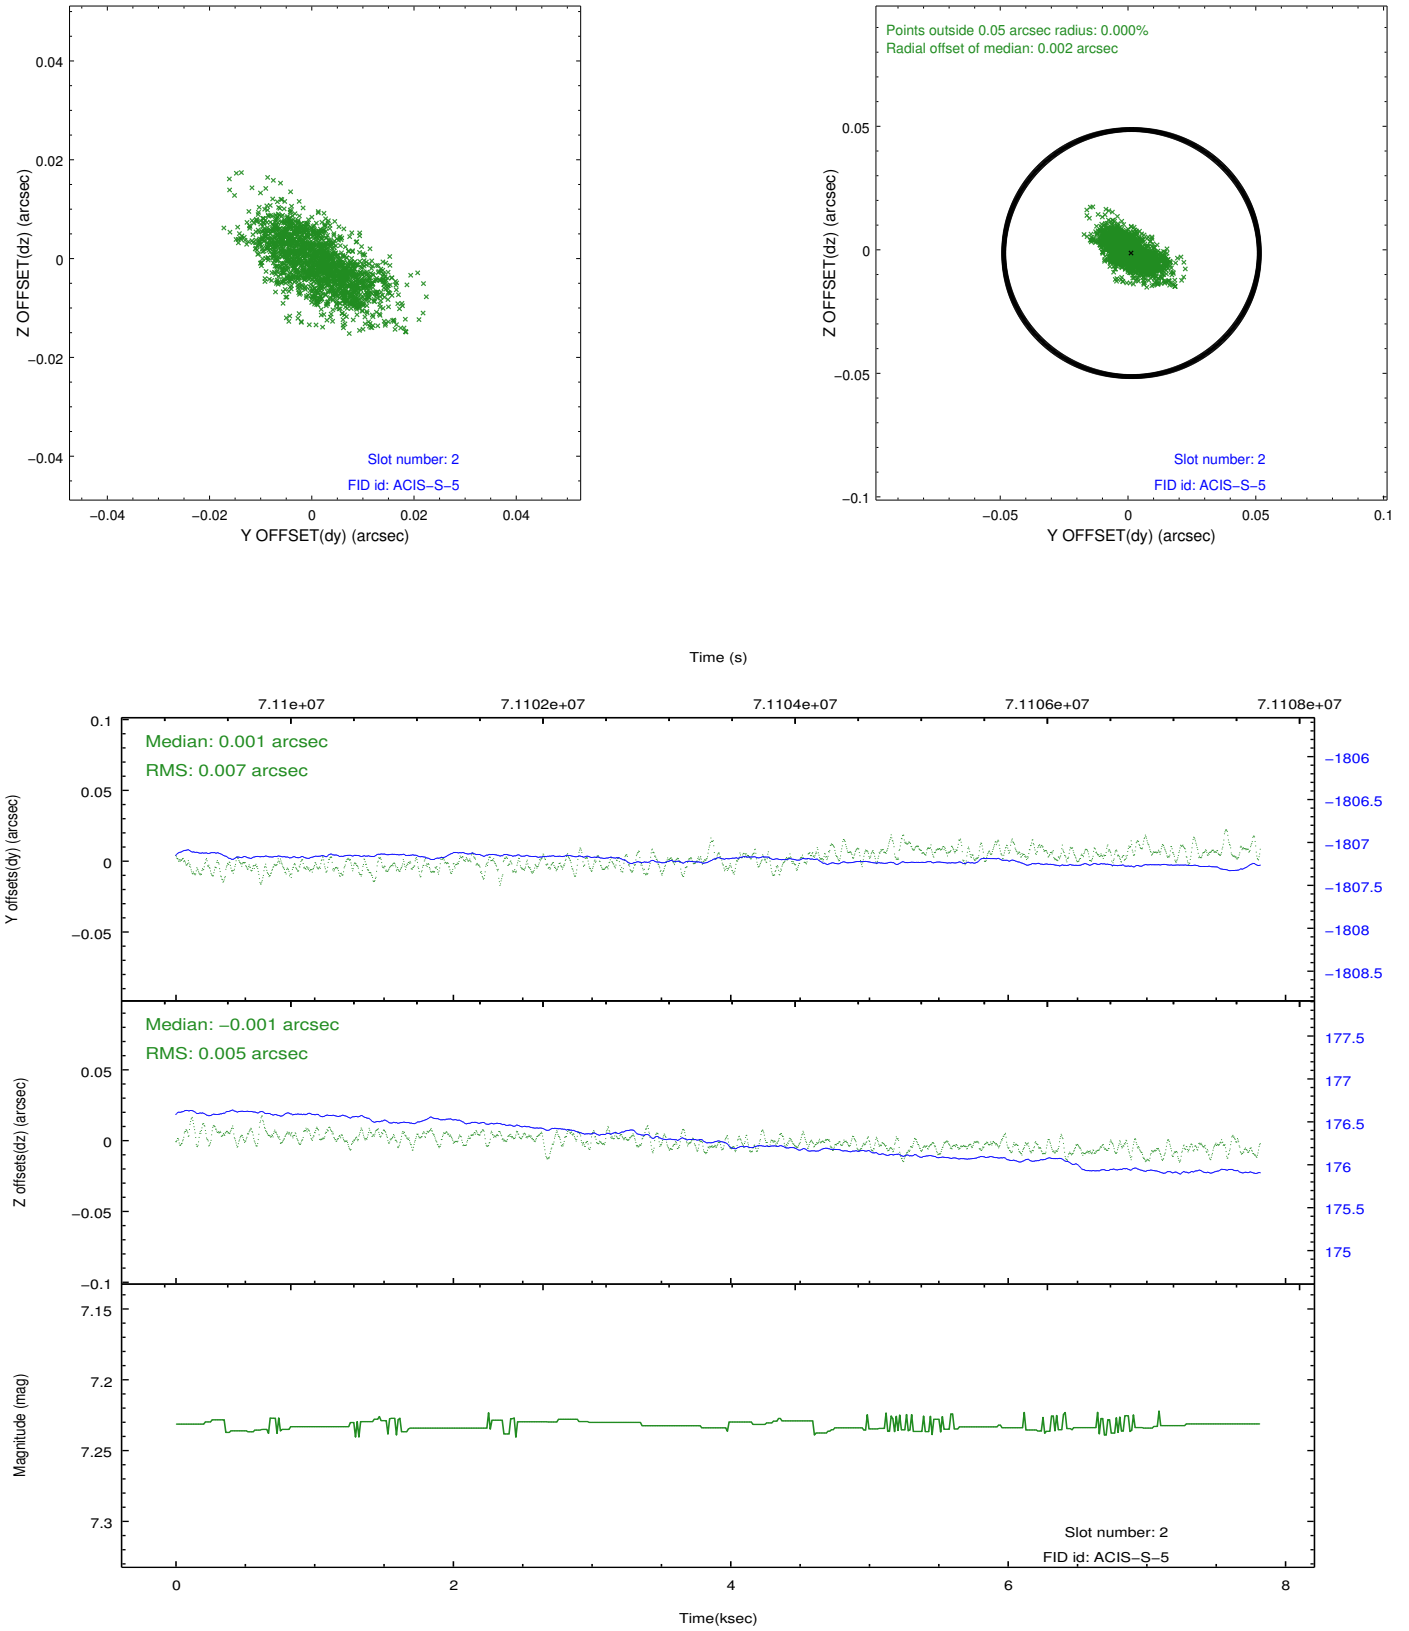 0.04
0.02
0
−0.02
−0.04
Z OFFSET(dz) (arcsec)
Slot number: 2
FID id: ACIS−S−5
−0.04
−0.02
0
0.02
0.04
Y OFFSET(dy) (arcsec)
Points outside 0.05 arcsec radius: 0.000%
Radial offset of median: 0.002 arcsec
0.05
0
−0.05
−0.1
Z OFFSET(dz) (arcsec)
Slot number: 2
FID id: ACIS−S−5
−0.05
0
0.05
0.1
Y OFFSET(dy) (arcsec)
Time (s)
7.11e+07
7.1102e+07
7.1104e+07
7.1106e+07
7.1108e+07
0.1
0.05
0
−0.05
Y offsets(dy) (arcsec)
Median: 0.001 arcsec
RMS: 0.007 arcsec
−1806
−1806.5
−1807
−1807.5
−1808
−1808.5
0.05
0
−0.05
−0.1
Z offsets(dz) (arcsec)
Median: −0.001 arcsec
RMS: 0.005 arcsec
177.5
177
176.5
176
175.5
175
7.15
7.2
7.25
7.3
Magnitude (mag)
Slot number: 2
FID id: ACIS−S−5
0
2
4
6
8
Time(ksec)